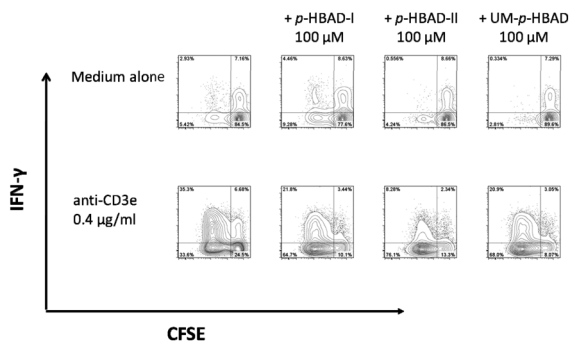 + p-HBAD-I + p-HBAD-II + UM-p-HBAD
100 µM 100 µM 100 µM
Medium alone
2.93% 7.16% 4.46% 8.63% 0.556% 8.66% 0.334% 7.29%
5.42% 84.5% 9.28% 77.6% 4.24% 86.5% 2.81% 89.6%
IFN-γ
anti-CD3e
0.4 µg/ml
35.3% 6.68% 21.8% 3.44% 8.28% 2.34% 20.9% 3.05%
33.6% 24.5% 64.7% 10.1% 76.1% 13.3% 68.0% 8.07%
CFSE